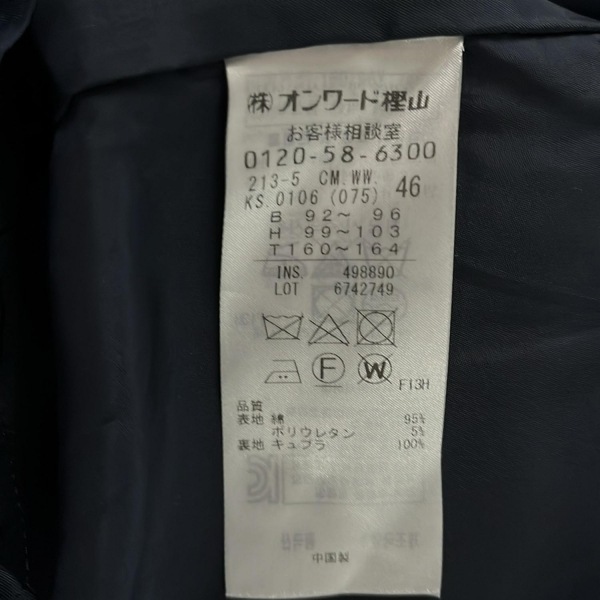 (株)オンワード樫山
お客様相談室
0120-58-6300
213-5 CM.WW.
KS.0106 (075) 46
B 92～ 96
H 99～103
T160～164
INS. 498890
LOT 6742749
F
W
F13H
品質
表地 綿 95%
ポリウレタン 5%
裏地 キュプラ 100%
中国製